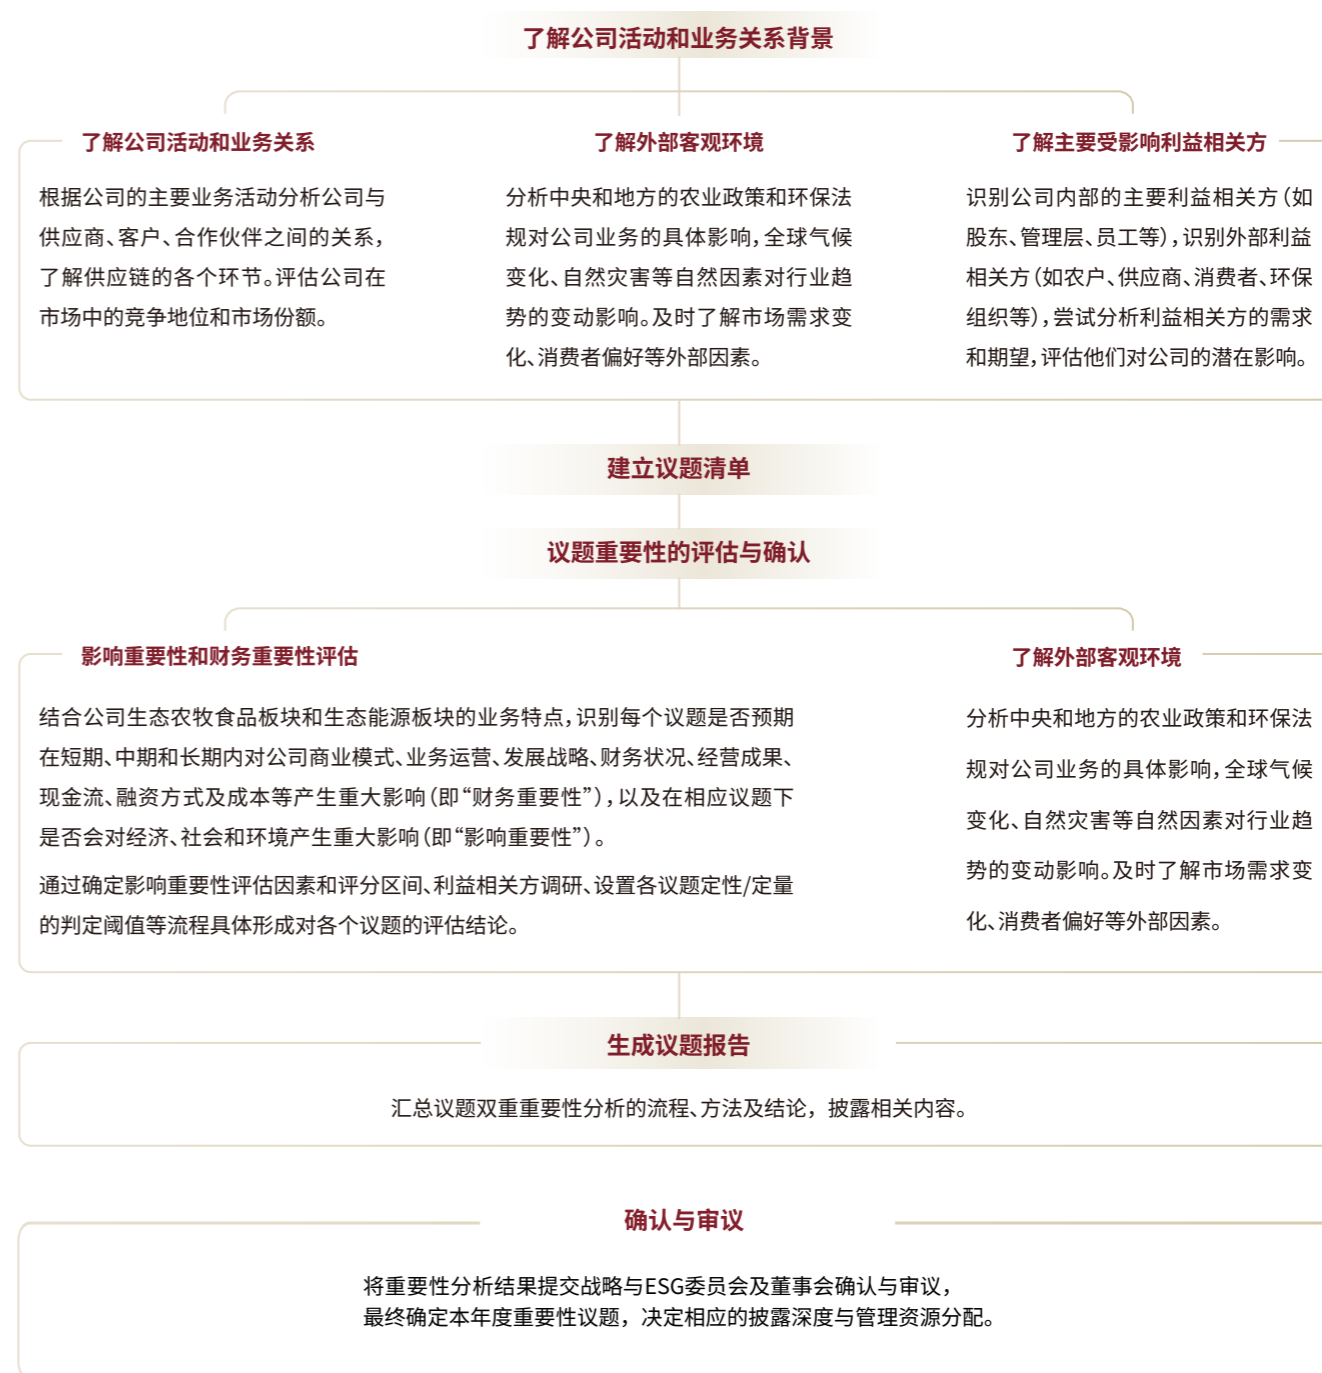 了解公司活动和业务关系背景
了解公司活动和业务关系
根据公司的主要业务活动分析公司与
供应商、客户、合作伙伴之间的关系，
了解供应链的各个环节。评估公司在
市场中的竞争地位和市场份额。
了解外部客观环境
分析中央和地方的农业政策和环保法
规对公司业务的具体影响，全球气候
变化、自然灾害等自然因素对行业趋
势的变动影响。及时了解市场需求变
化、消费者偏好等外部因素。
了解主要受影响利益相关方
识别公司内部的主要利益相关方（如
股东、管理层、员工等），识别外部利益
相关方（如农户、供应商、消费者、环保
组织等），尝试分析利益相关方的需求
和期望，评估他们对公司的潜在影响。
建立议题清单
议题重要性的评估与确认
影响重要性和财务重要性评估
结合公司生态农牧食品板块和生态能源板块的业务特点，识别每个议题是否预期
在短期、中期和长期内对公司商业模式、业务运营、发展战略、财务状况、经营成果、
现金流、融资方式及成本等产生重大影响（即“财务重要性”），以及在相应议题下
是否会对经济、社会和环境产生重大影响（即“影响重要性”）。
通过确定影响重要性评估因素和评分区间、利益相关方调研、设置各议题定性/定量
的判定阈值等流程具体形成对各个议题的评估结论。
了解外部客观环境
分析中央和地方的农业政策和环保法
规对公司业务的具体影响，全球气候
变化、自然灾害等自然因素对行业趋
势的变动影响。及时了解市场需求变
化、消费者偏好等外部因素。
生成议题报告
汇总议题双重重要性分析的流程、方法及结论，披露相关内容。
确认与审议
将重要性分析结果提交战略与ESG委员会及董事会确认与审议，
最终确定本年度重要性议题，决定相应的披露深度与管理资源分配。